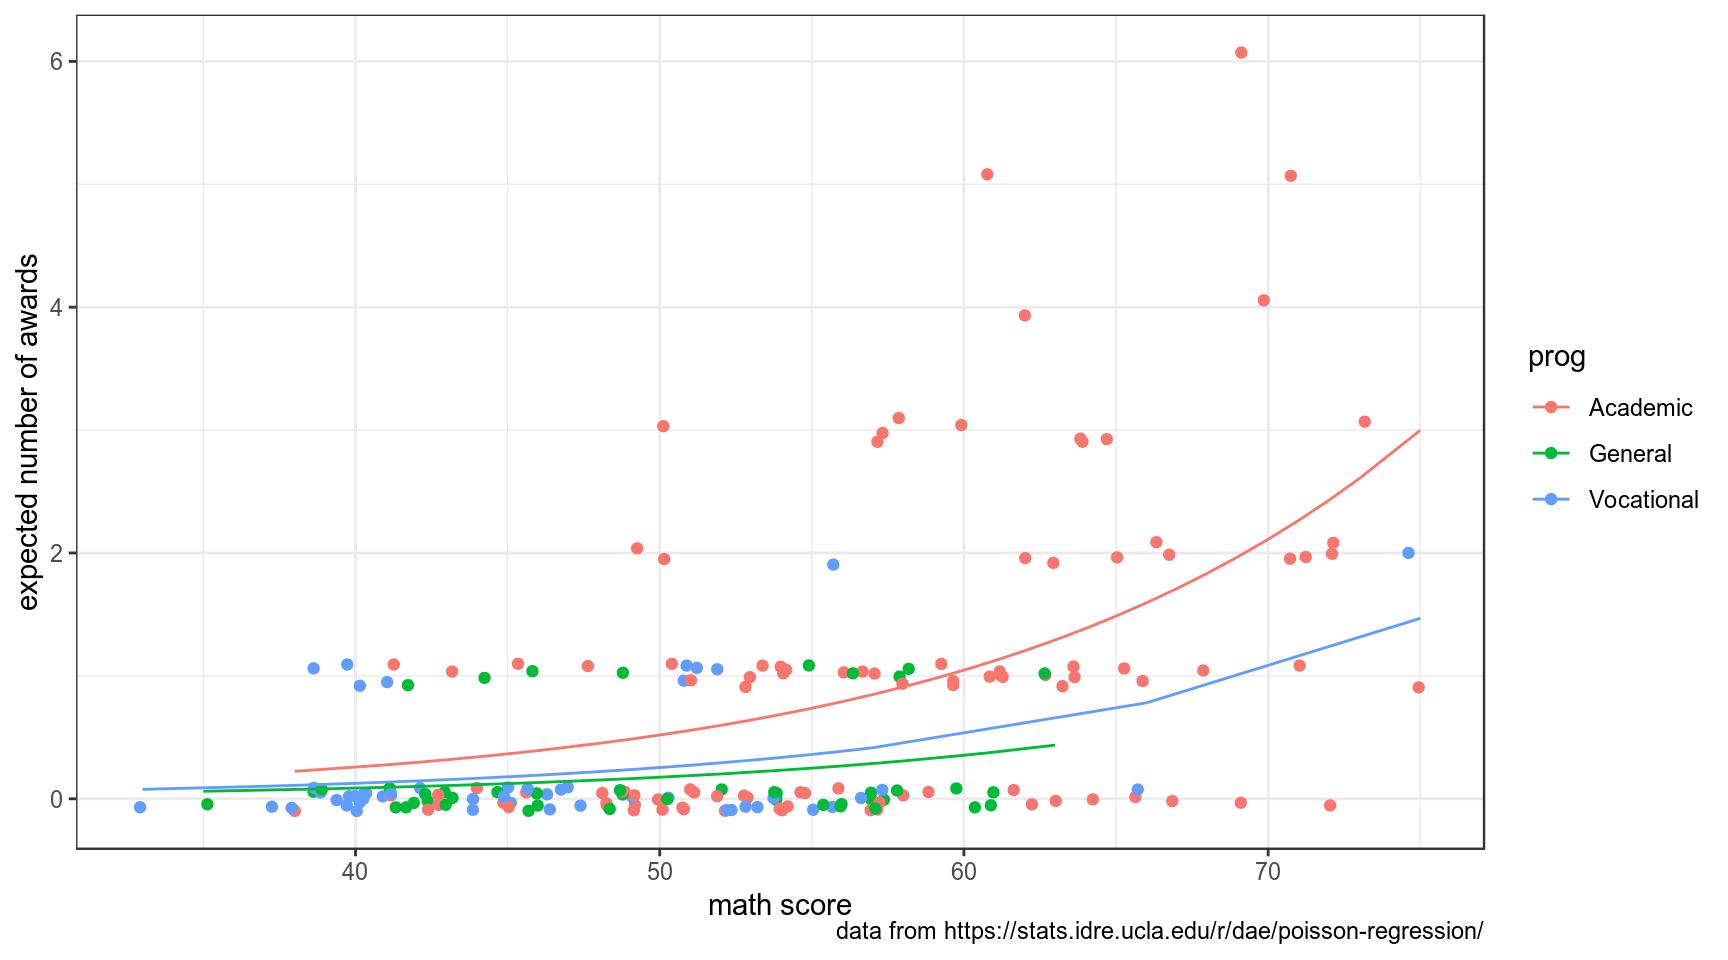 6
4
2
0
expected number of awards
40
50
60
70
math score
data from https://stats.idre.ucla.edu/r/dae/poisson-regression/
prog
Academic
General
Vocational